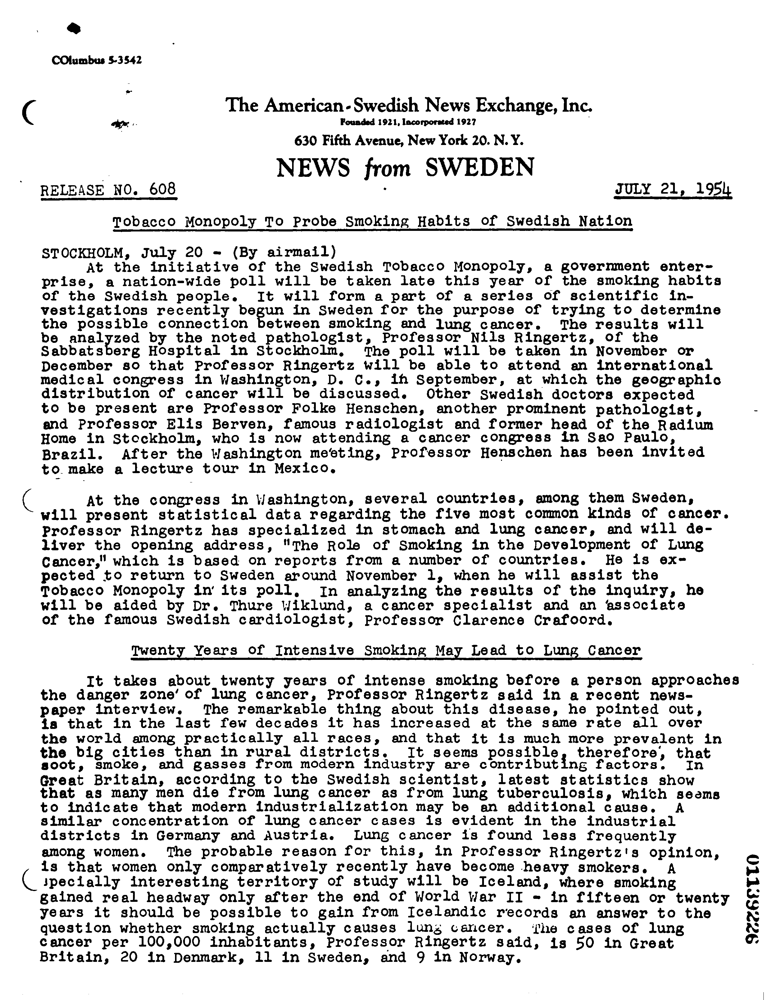 COlumbus 5-3542
The American-Swedish News Exchange, Inc.
Founded 1921, Incorporated 1927
630 Fifth Avenue, New York 20. N. Y.
NEWS from SWEDEN
RELEASE NO. 608 JULY 21, 1954
Tobacco Monopoly To Probe Smoking Habits of Swedish Nation
STOCKHOLM, July 20 - (By airmail)
At the initiative of the Swedish Tobacco Monopoly, a government enter-
prise, a nation-wide poll will be taken late this year of the smoking habits
of the Swedish people. It will form a part of a series of scientific in-
vestigations recently begun in Sweden for the purpose of trying to determine
the possible connection between smoking and lung cancer. The results will
be analyzed by the noted pathologist, Professor Nils Ringertz, of the
Sabbatsberg Hospital in Stockholm. The poll will be taken in November or
December so that Professor Ringertz will be able to attend an international
medical congress in Washington, D. C., in September, at which the geographic
distribution of cancer will be discussed. Other Swedish doctors expected
to be present are Professor Folke Henschen, another prominent pathologist,
and Professor Elis Berven, famous radiologist and former head of the Radium
Home in Stockholm, who is now attending a cancer congress in Sao Paulo,
Brazil. After the Washington meeting, Professor Henschen has been invited
to make a lecture tour in Mexico.
At the congress in Washington, several countries, among them Sweden,
will present statistical data regarding the five most common kinds of cancer.
Professor Ringertz has specialized in stomach and lung cancer, and will de-
liver the opening address, "The Role of Smoking in the Development of Lung
Cancer," which is based on reports from a number of countries. He is ex-
pected to return to Sweden around November 1, when he will assist the
Tobacco Monopoly in its poll. In analyzing the results of the inquiry, he
will be aided by Dr. Thure Wiklund, a cancer specialist and an associate
of the famous Swedish cardiologist, Professor Clarence Crafoord.
Twenty Years of Intensive Smoking May Lead to Lung Cancer
It takes about twenty years of intense smoking before a person approaches
the danger zone of lung cancer, Professor Ringertz said in a recent news-
paper interview. The remarkable thing about this disease, he pointed out,
is that in the last few decades it has increased at the same rate all over
the world among practically all races, and that it is much more prevalent in
the big cities than in rural districts. It seems possible, therefore, that
soot, smoke, and gasses from modern industry are contributing factors. In
Great Britain, according to the Swedish scientist, latest statistics show
that as many men die from lung cancer as from lung tuberculosis, which seems
to indicate that modern industrialization may be an additional cause. A
similar concentration of lung cancer cases is evident in the industrial
districts in Germany and Austria. Lung cancer is found less frequently
among women. The probable reason for this, in Professor Ringertz's opinion,
is that women only comparatively recently have become heavy smokers. A
specially interesting territory of study will be Iceland, where smoking
gained real headway only after the end of World War II - in fifteen or twenty
years it should be possible to gain from Icelandic records an answer to the
question whether smoking actually causes lung cancer. The cases of lung
cancer per 100,000 inhabitants, Professor Ringertz said, is 50 in Great
Britain, 20 in Denmark, 11 in Sweden, and 9 in Norway.
01139226